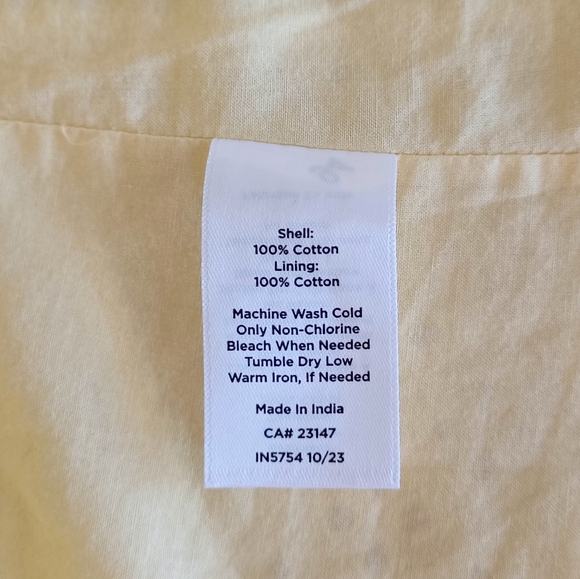 Shell:
100% Cotton
Lining:
100% Cotton
Machine Wash Cold
Only Non-Chlorine
Bleach When Needed
Tumble Dry Low
Warm Iron, If Needed
Made In India
CA# 23147
IN5754 10/23